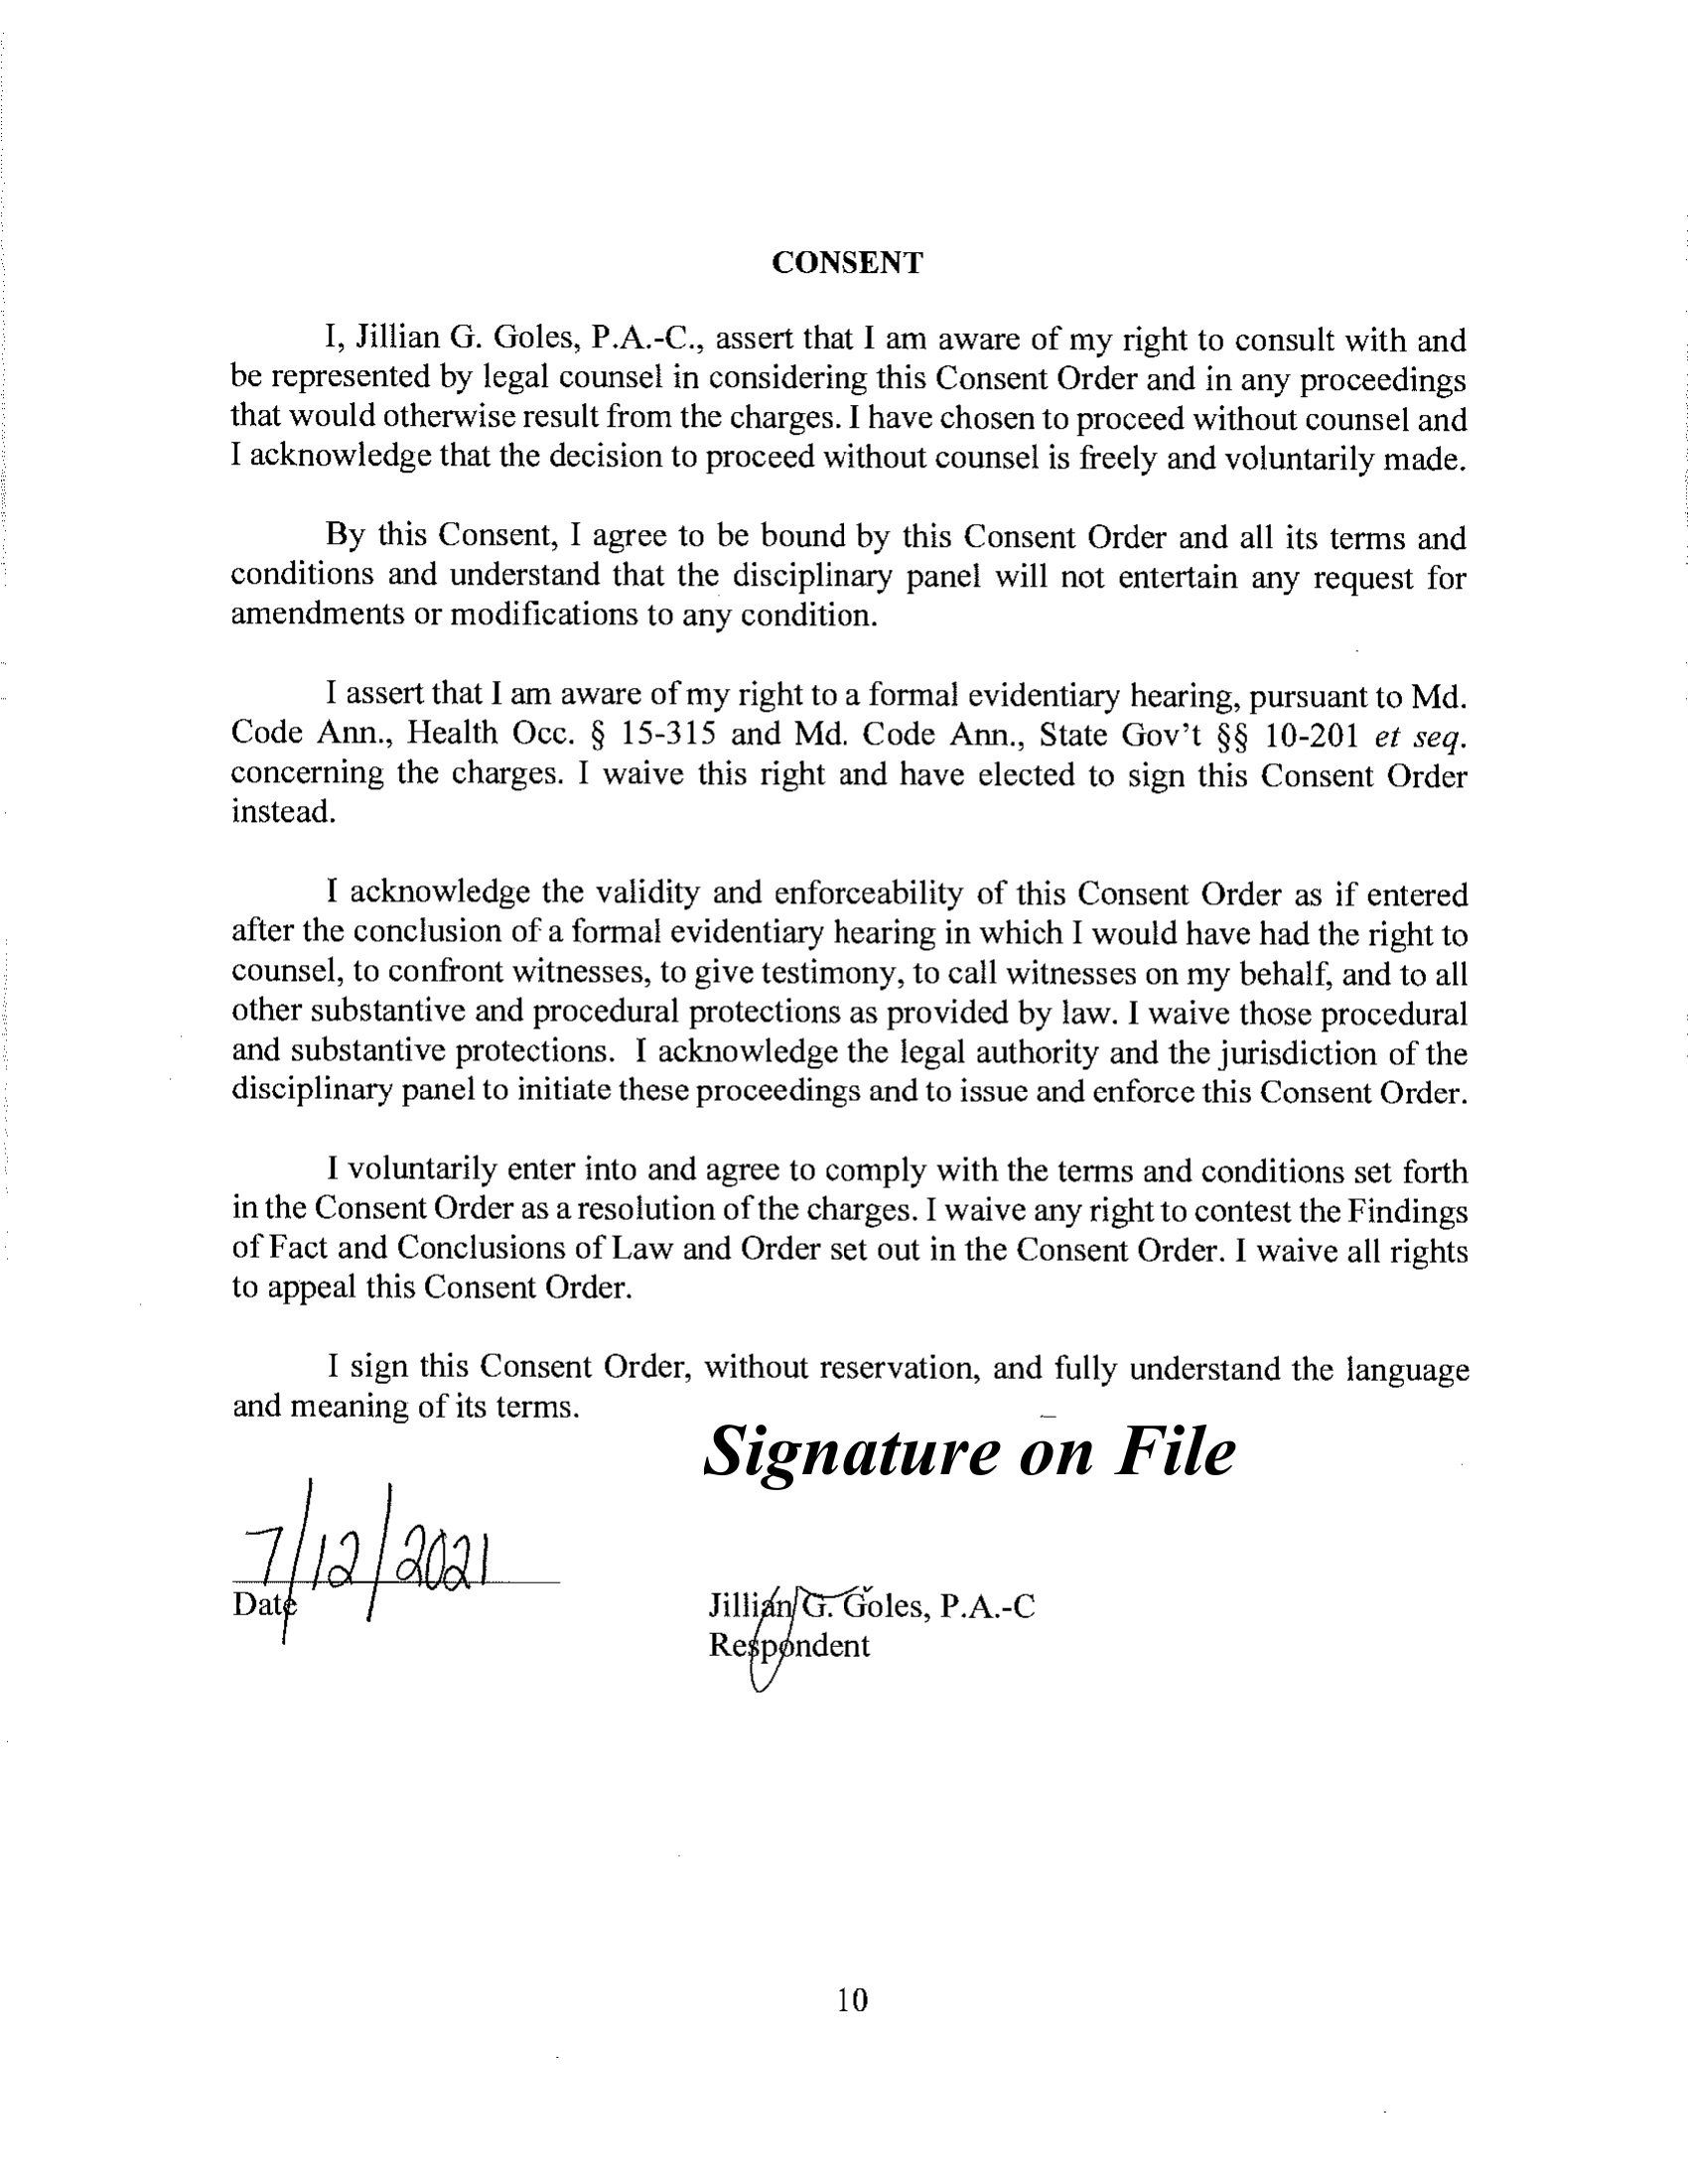 CONSENT
I, Jillian G. Goles, P.A.-C., assert that I am aware of my right to consult with and
be represented by legal counsel in considering this Consent Order and in any proceedings
that would otherwise result from the charges. I have chosen to proceed without counsel and
I acknowledge that the decision to proceed without counsel is freely and voluntarily made.
By this Consent, I agree to be bound by this Consent Order and all its terms and
conditions and understand that the disciplinary panel will not entertain any request for
amendments or modifications to any condition.
I assert that I am aware of my right to a formal evidentiary hearing, pursuant to Md.
Code Ann., Health Occ. § 15-315 and Md. Code Ann., State Gov't §§ 10-201 et seq.
concerning the charges. I waive this right and have elected to sign this Consent Order
instead.
I acknowledge the validity and enforceability of this Consent Order as if entered
after the conclusion of a formal evidentiary hearing in which I would have had the right to
counsel, to confront witnesses, to give testimony, to call witnesses on my behalf, and to all
other substantive and procedural protections as provided by law. I waive those procedural
and substantive protections. I acknowledge the legal authority and the jurisdiction of the
disciplinary panel to initiate these proceedings and to issue and enforce this Consent Order.
I voluntarily enter into and agree to comply with the terms and conditions set forth
in the Consent Order as a resolution of the charges. I waive any right to contest the Findings
of Fact and Conclusions of Law and Order set out in the Consent Order. I waive all rights
to appeal this Consent Order.
I sign this Consent Order, without reservation, and fully understand the language
and meaning of its terms.
Signature on File
7/12/2021
Date
Jillian G. Goles, P.A.-C
Respondent
10